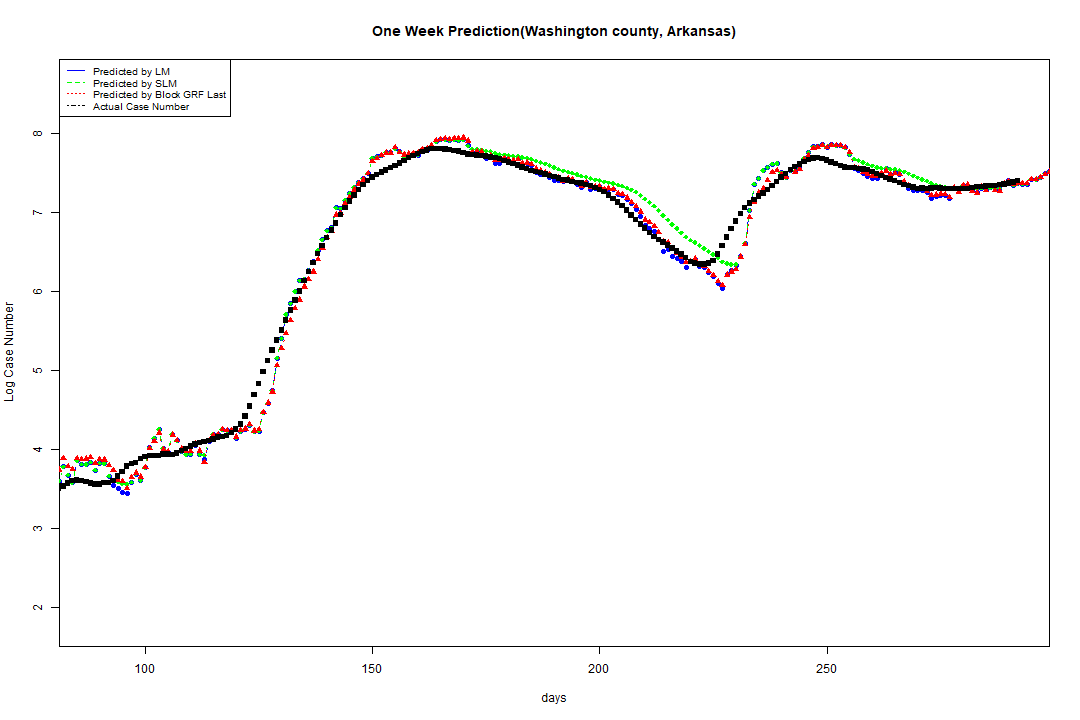 One Week Prediction(Washington county, Arkansas)
Predicted by LM
Predicted by SLM
Predicted by Block GRF Last
Actual Case Number
8
7
6
5
4
3
2
Log Case Number
100 150 200 250
days